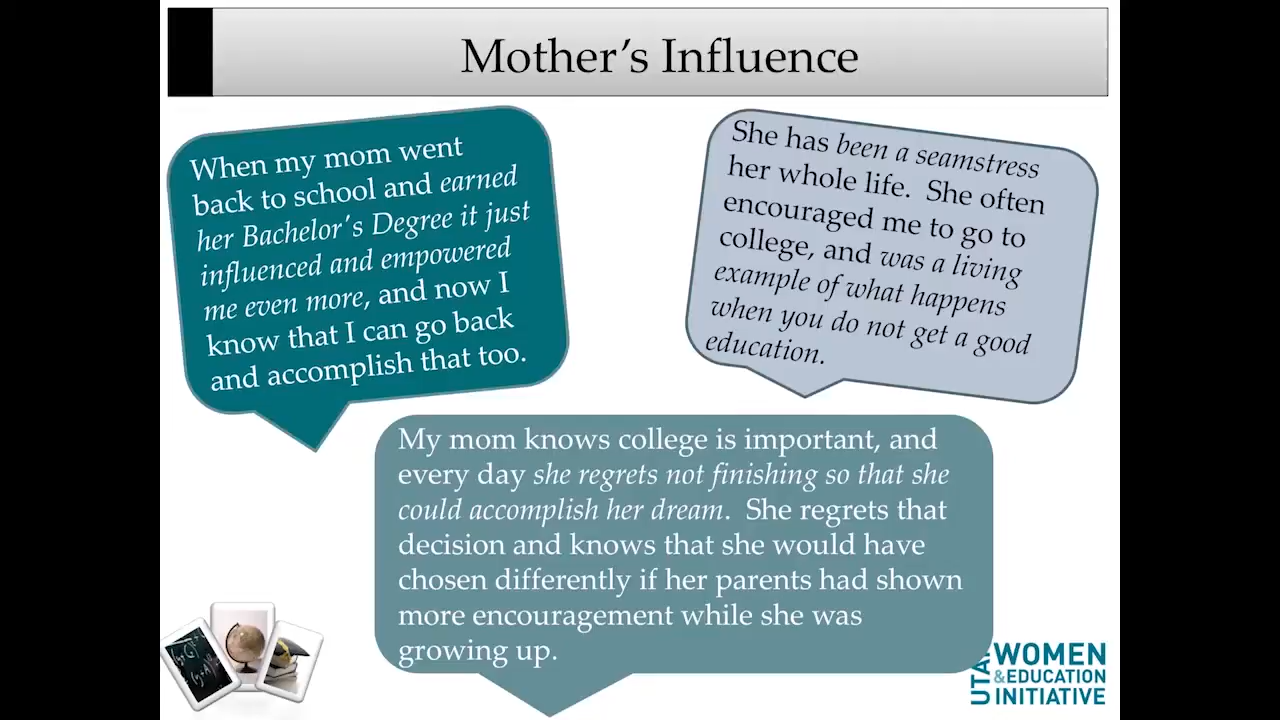 Mother's Influence
When my mom went
back to school and earned
her Bachelor's Degree it just
influenced and empowered
me even more, and now I
know that I can go back
and accomplish that too.
She has been a seamstress
her whole life.  She often
encouraged me to go to
college, and was a living
example of what happens
when you do not get a good
education.
My mom knows college is important, and
every day she regrets not finishing so that she
could accomplish her dream.  She regrets that
decision and knows that she would have
chosen differently if her parents had shown
more encouragement while she was
growing up.
WOMEN
&EDUCATION
INITIATIVE